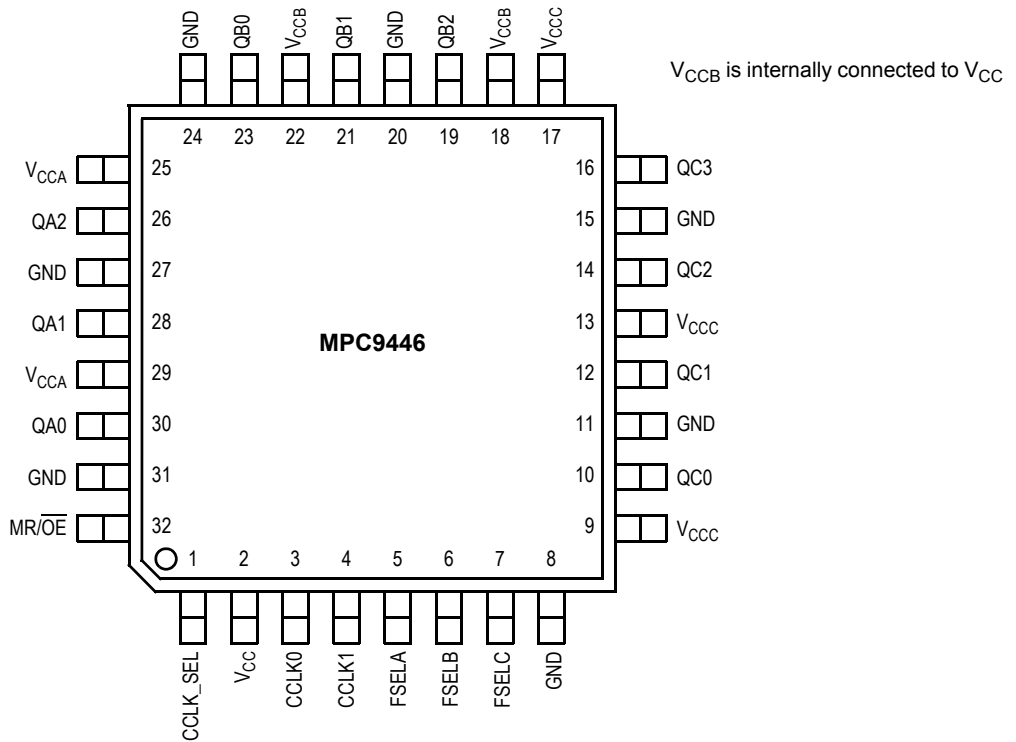 GND
QB0
VCCB
QB1
GND
QB2
VCCB
VCCC
VCCB is internally connected to VCC
24 23 22 21 20 19 18 17
VCCA 25
QA2 26
GND 27
QA1 28
VCCA 29
QA0 30
GND 31
MR/OE 32
MPC9446
16 QC3
15 GND
14 QC2
13 VCCC
12 QC1
11 GND
10 QC0
9 VCCC
1 2 3 4 5 6 7 8
CCLK_SEL
VCC
CCLK0
CCLK1
FSELA
FSELB
FSELC
GND